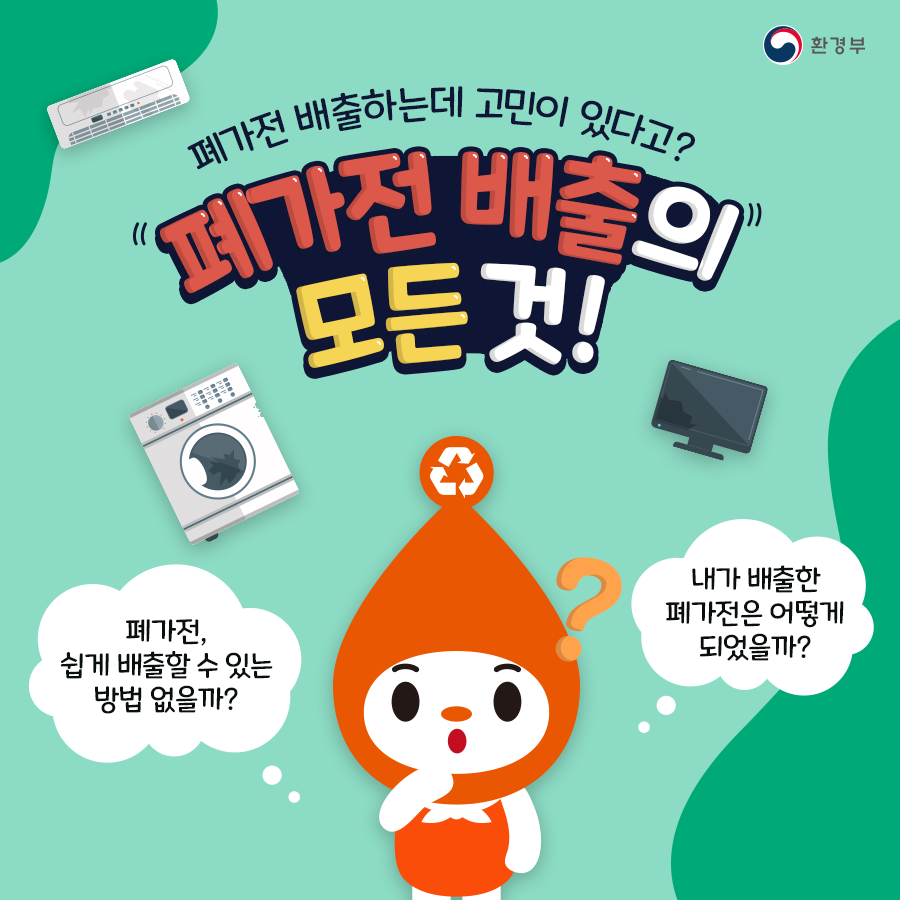 환경부
폐가전 배출하는데 고민이 있다고?
폐가전 배출의
모든 것!
내가 배출한
폐가전은 어떻게
되었을까?
폐가전,
쉽게 배출할 수 있는
방법 없을까?
?